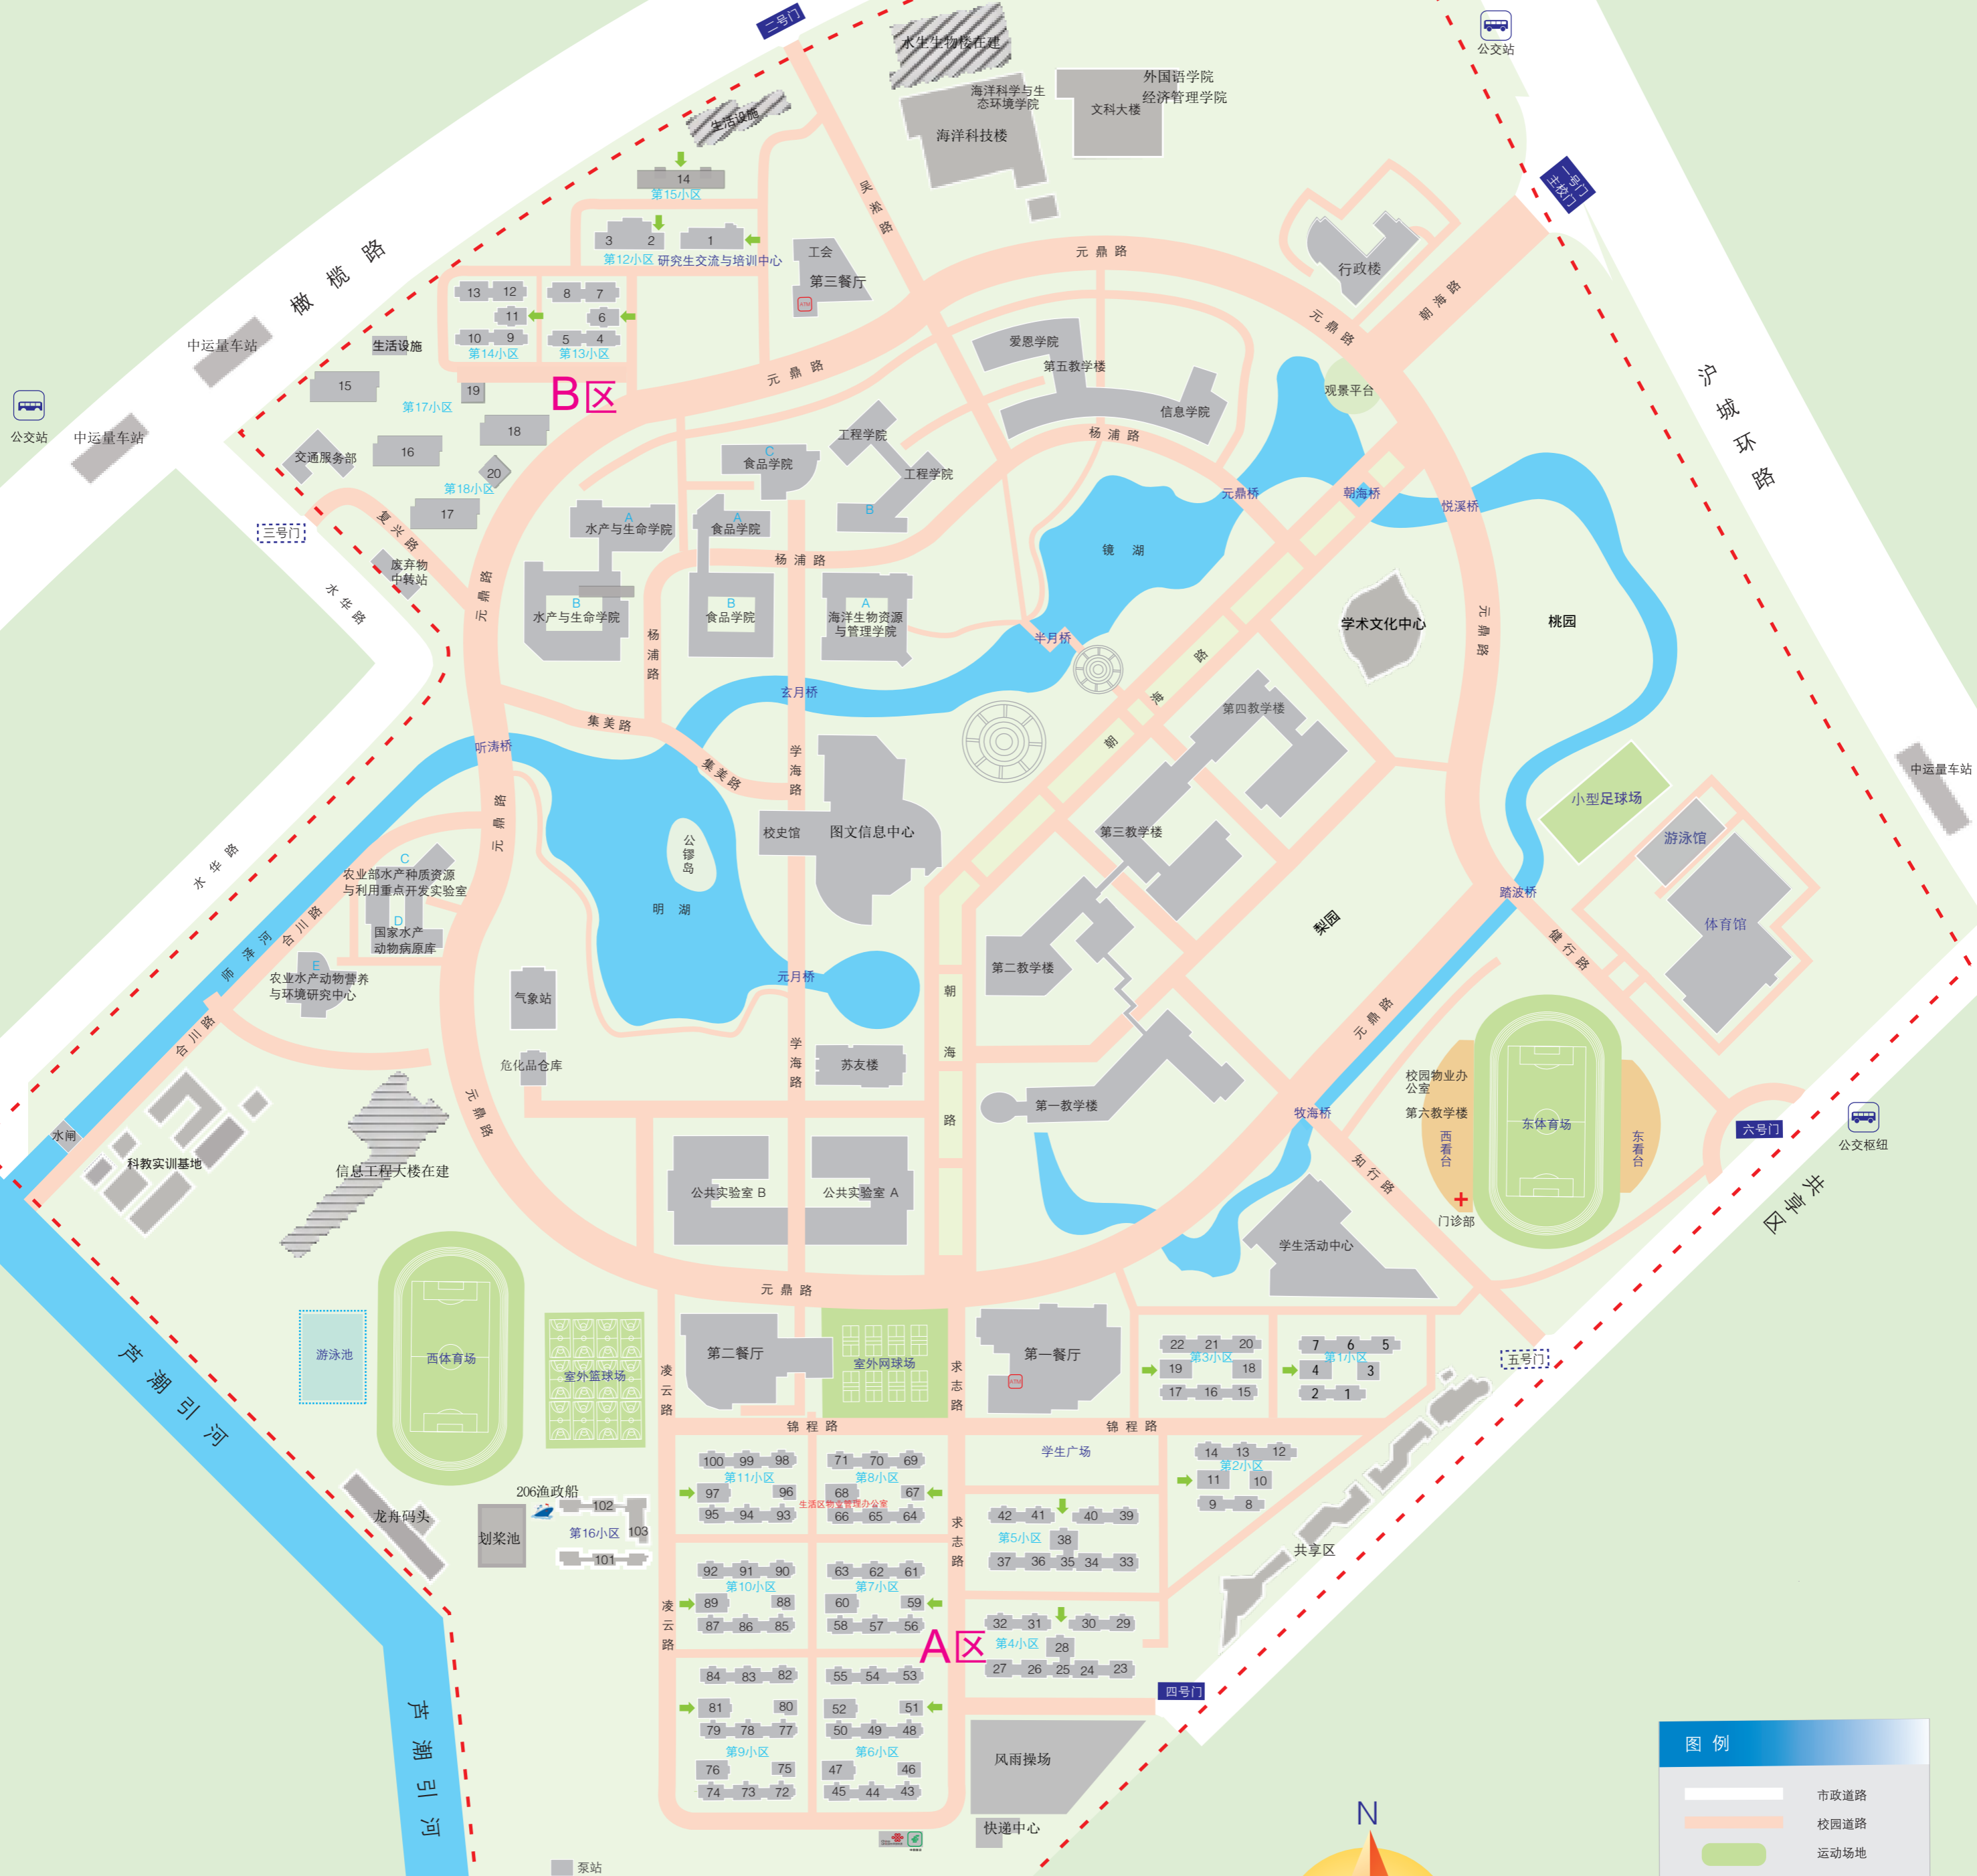 二号门
水生生物楼在建
公交站
外国语学院
经济管理学院
海洋科学与生
态环境学院
文科大楼
海洋科技楼
生活设施
一号门
主校门
14
第15小区
吴淞路
3 2
1
第12小区
研究生交流与培训中心
工会
第三餐厅
ATM
元鼎路
行政楼
朝海路
橄榄路
13 12
8 7
11
6
10 9
5 4
第14小区
第13小区
元鼎路
中运量车站
生活设施
爱恩学院
第五教学楼
元鼎路
沪城环路
15
19
B区
观景平台
第17小区
信息学院
公交站
中运量车站
18
工程学院
杨浦路
交通服务部
16
C
食品学院
工程学院
20
第18小区
元鼎桥
朝海桥
悦溪桥
17
A
水产与生命学院
A
食品学院
B
三号门
复兴路
镜湖
杨浦路
废弃物
中转站
水华路
元鼎路
B
水产与生命学院
B
食品学院
A
海洋生物资源
与管理学院
学术文化中心
元鼎路
桃园
半月桥
杨浦路
朝海路
玄月桥
第四教学楼
集美路
听涛桥
学海路
集美路
中运量车站
小型足球场
元鼎路
校史馆
图文信息中心
第三教学楼
游泳馆
公镠岛
水华路
C
农业部水产种质资源
与利用重点开发实验室
踏波桥
明湖
D
国家水产
动物病原库
合川路
梨园
体育馆
师泽河
健行路
E
农业水产动物营养
与环境研究中心
第二教学楼
元月桥
气象站
朝海路
元鼎路
合川路
学海路
危化品仓库
苏友楼
校园物业办
公室
元鼎路
第一教学楼
第六教学楼
牧海桥
东体育场
六号门
水闸
西看台
东看台
公交枢纽
科教实训基地
信息工程大楼在建
知行路
公共实验室 B
公共实验室 A
共享区
门诊部
学生活动中心
元鼎路
22 21 20
7 6 5
第二餐厅
第一餐厅
第3小区
第1小区
游泳池
西体育场
室外网球场
五号门
19 18
4 3
室外篮球场
凌云路
求志路
ATM
17 16 15
2 1
芦潮引河
锦程路
锦程路
学生广场
14 13 12
第2小区
100 99 98
71 70 69
第11小区
第8小区
11 10
206渔政船
97 96
68 67
生活区物业管理办公室
9 8
102
95 94 93
66 65 64
42 41
40 39
龙舟码头
划桨池
第16小区
103
求志路
第5小区
38
共享区
101
37 36 35 34 33
92 91 90
63 62 61
第10小区
第7小区
89 88
60 59
凌云路
87 86 85
58 57 56
32 31
30 29
A区
第4小区
28
27 26 25 24 23
84 83 82
55 54 53
四号门
81 80
52 51
79 78 77
50 49 48
芦潮引河
第9小区
第6小区
风雨操场
图例
76 75
47 46
74 73 72
45 44 43
市政道路
N
校园道路
快递中心
运动场地
泵站